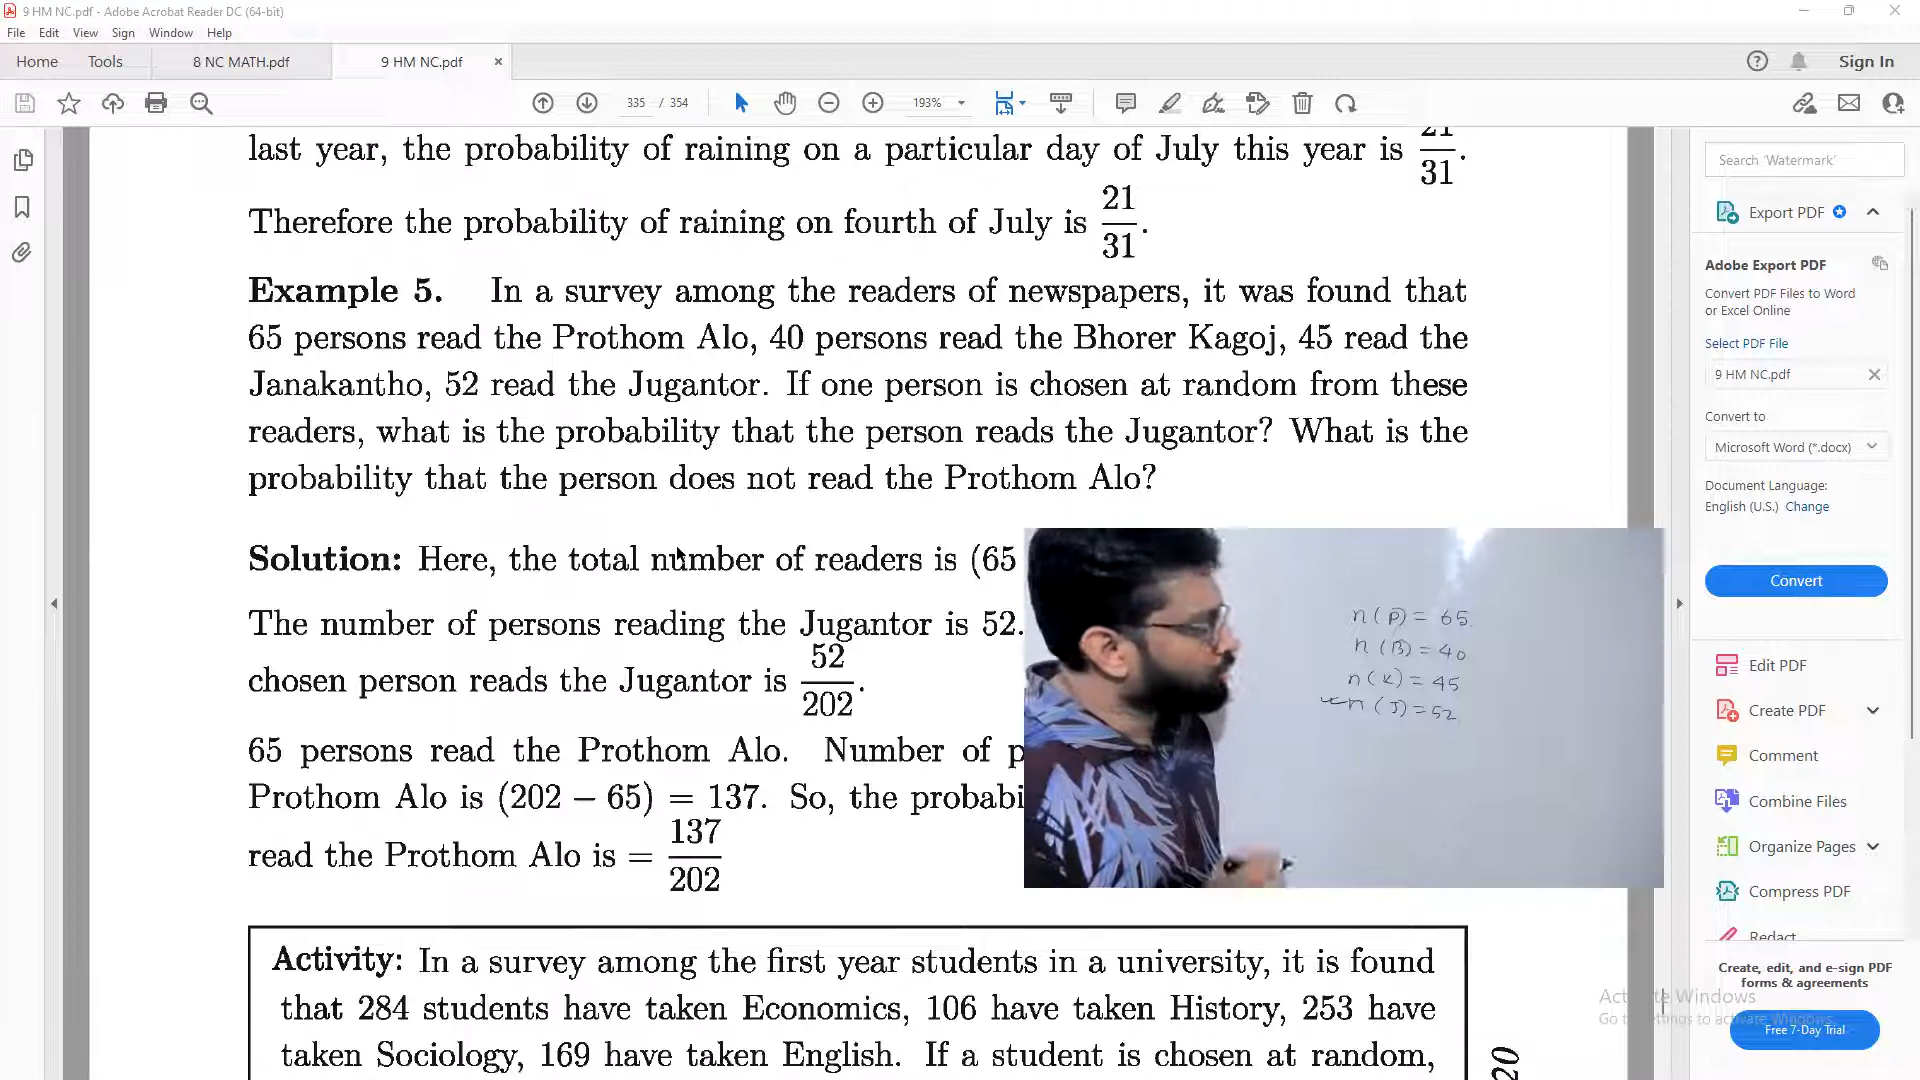 9 HM NC.pdf - Adobe Acrobat Reader DC (64-bit)
File Edit View Sign Window Help
Home Tools 8 NC MATH.pdf 9 HM NC.pdf × Sign In
335 / 354 193%
last year, the probability of raining on a particular day of July this year is 21/31.
Therefore the probability of raining on fourth of July is 21/31.
Example 5. In a survey among the readers of newspapers, it was found that
65 persons read the Prothom Alo, 40 persons read the Bhorer Kagoj, 45 read the
Janakantho, 52 read the Jugantor. If one person is chosen at random from these
readers, what is the probability that the person reads the Jugantor? What is the
probability that the person does not read the Prothom Alo?
Solution: Here, the total number of readers is (65
The number of persons reading the Jugantor is 52.
chosen person reads the Jugantor is 52/202.
65 persons read the Prothom Alo. Number of p
Prothom Alo is (202 − 65) = 137. So, the probabi
read the Prothom Alo is = 137/202
n(P) = 65
n(B) = 40
n(K) = 45
n(J) = 52
Activity: In a survey among the first year students in a university, it is found
that 284 students have taken Economics, 106 have taken History, 253 have
taken Sociology, 169 have taken English. If a student is chosen at random,
20
Search 'Watermark'
Export PDF
Adobe Export PDF
Convert PDF Files to Word
or Excel Online
Select PDF File
9 HM NC.pdf
Convert to
Microsoft Word (*.docx)
Document Language:
English (U.S.) Change
Convert
Edit PDF
Create PDF
Comment
Combine Files
Organize Pages
Compress PDF
Redact
Create, edit, and e-sign PDF
forms & agreements
Free 7-Day Trial
Activate Windows
Go to Settings to activate Windows.